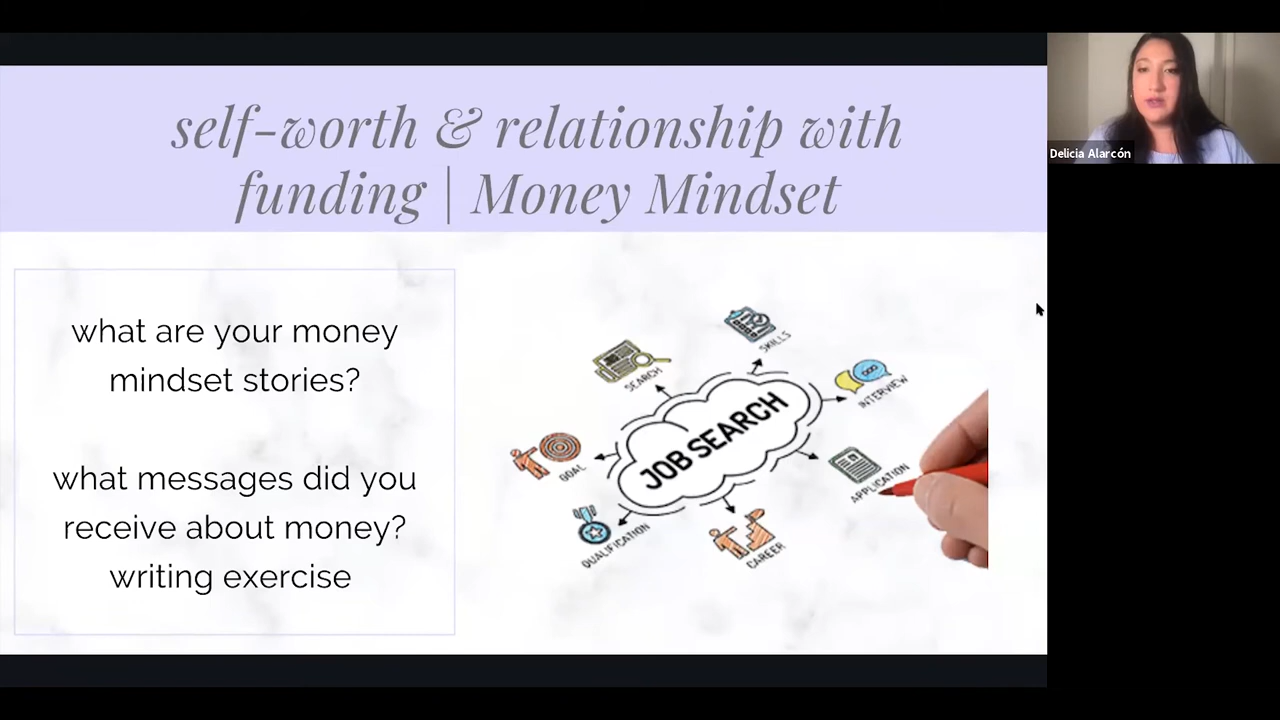 self-worth & relationship with
funding | Money Mindset
Delicia Alarcón
what are your money
mindset stories?
what messages did you
receive about money?
writing exercise
SKILLS
SEARCH
INTERVIEW
JOB SEARCH
GOAL
APPLICATION
QUALIFICATION
CAREER